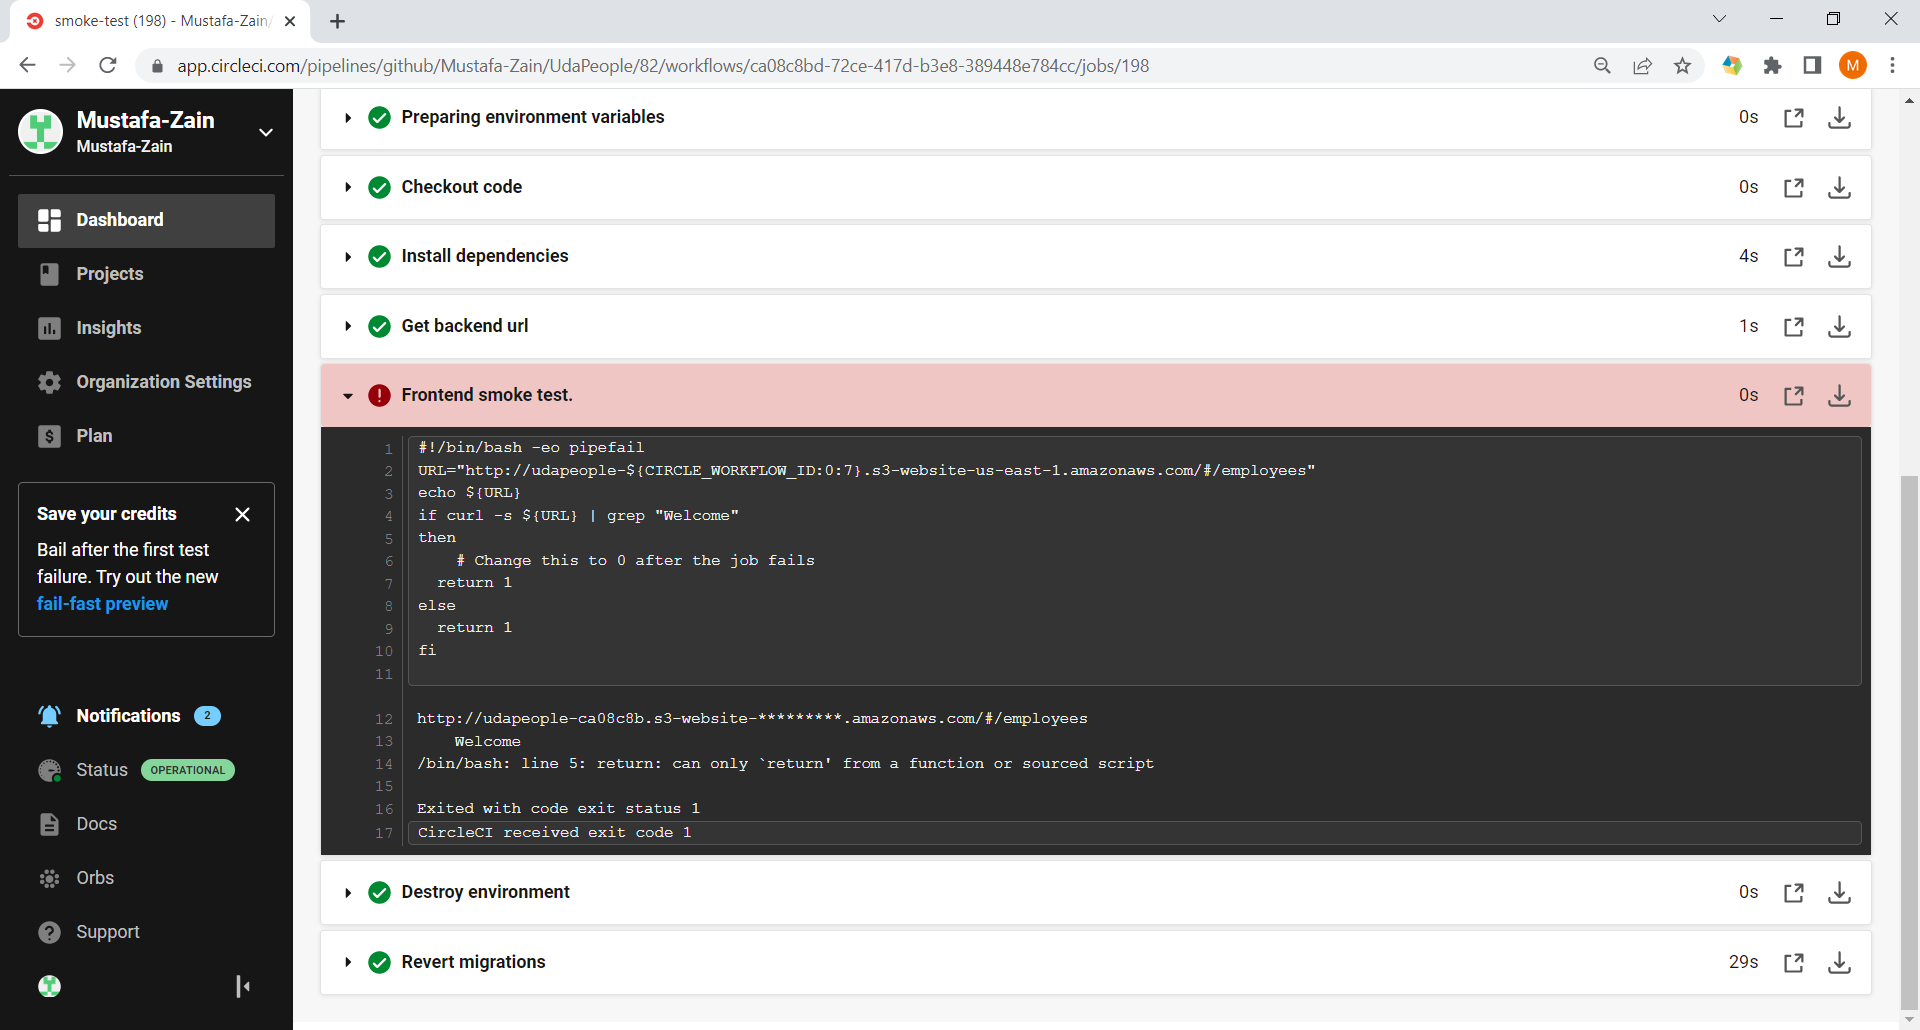 smoke-test (198) - Mustafa-Zain/
app.circleci.com/pipelines/github/Mustafa-Zain/UdaPeople/82/workflows/ca08c8bd-72ce-417d-b3e8-389448e784cc/jobs/198
M
Mustafa-Zain
Mustafa-Zain
Dashboard
Projects
Insights
Organization Settings
Plan
Save your credits
Bail after the first test
failure. Try out the new
fail-fast preview
Notifications 2
Status OPERATIONAL
Docs
Orbs
Support
Preparing environment variables 0s
Checkout code 0s
Install dependencies 4s
Get backend url 1s
Frontend smoke test. 0s
1 #!/bin/bash -eo pipefail
2 URL="http://udapeople-${CIRCLE_WORKFLOW_ID:0:7}.s3-website-us-east-1.amazonaws.com/#/employees"
3 echo ${URL}
4 if curl -s ${URL} | grep "Welcome"
5 then
6 # Change this to 0 after the job fails
7 return 1
8 else
9 return 1
10 fi
11
12 http://udapeople-ca08c8b.s3-website-*********.amazonaws.com/#/employees
13 Welcome
14 /bin/bash: line 5: return: can only `return' from a function or sourced script
15
16 Exited with code exit status 1
17 CircleCI received exit code 1
Destroy environment 0s
Revert migrations 29s